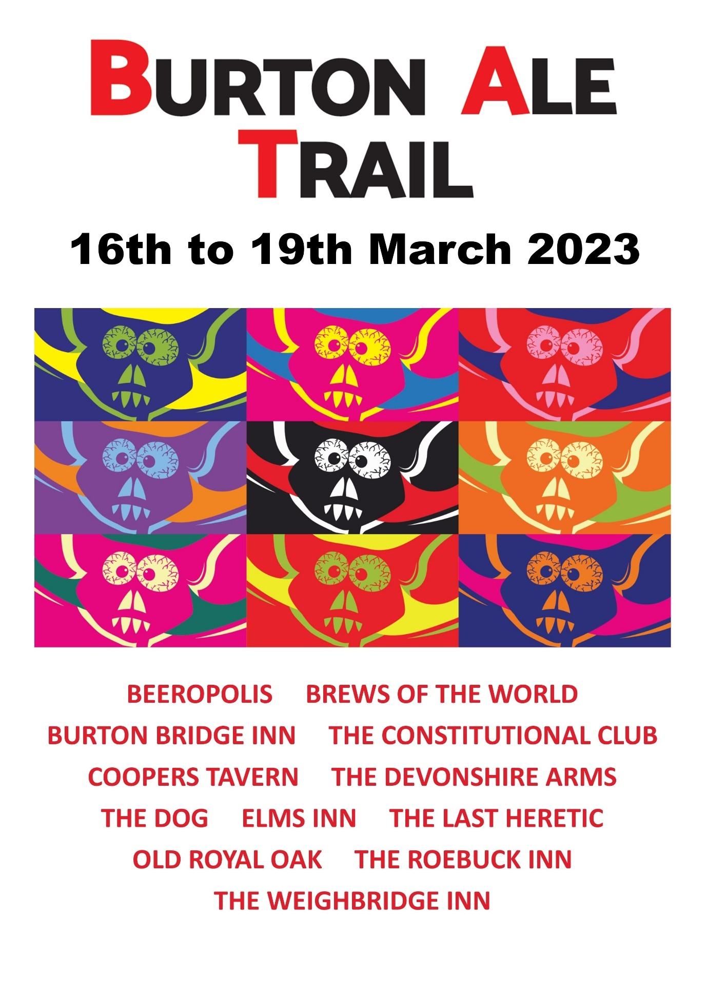 BURTON ALE
TRAIL
16th to 19th March 2023
BEEROPOLIS BREWS OF THE WORLD
BURTON BRIDGE INN THE CONSTITUTIONAL CLUB
COOPERS TAVERN THE DEVONSHIRE ARMS
THE DOG ELMS INN THE LAST HERETIC
OLD ROYAL OAK THE ROEBUCK INN
THE WEIGHBRIDGE INN